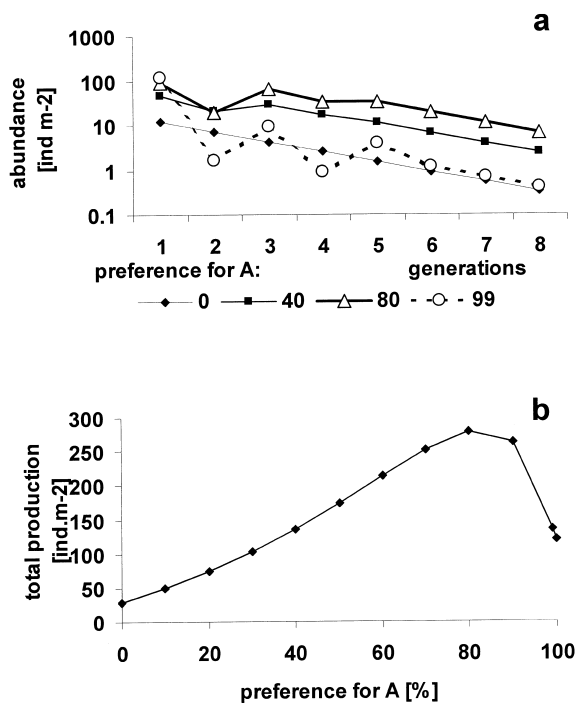 a
1000
100
10
1
0.1
abundance
[ind m-2]
1 2 3 4 5 6 7 8
preference for A: generations
0 40 80 99
b
300
250
200
150
100
50
0
total production
[ind.m-2]
0 20 40 60 80 100
preference for A [%]